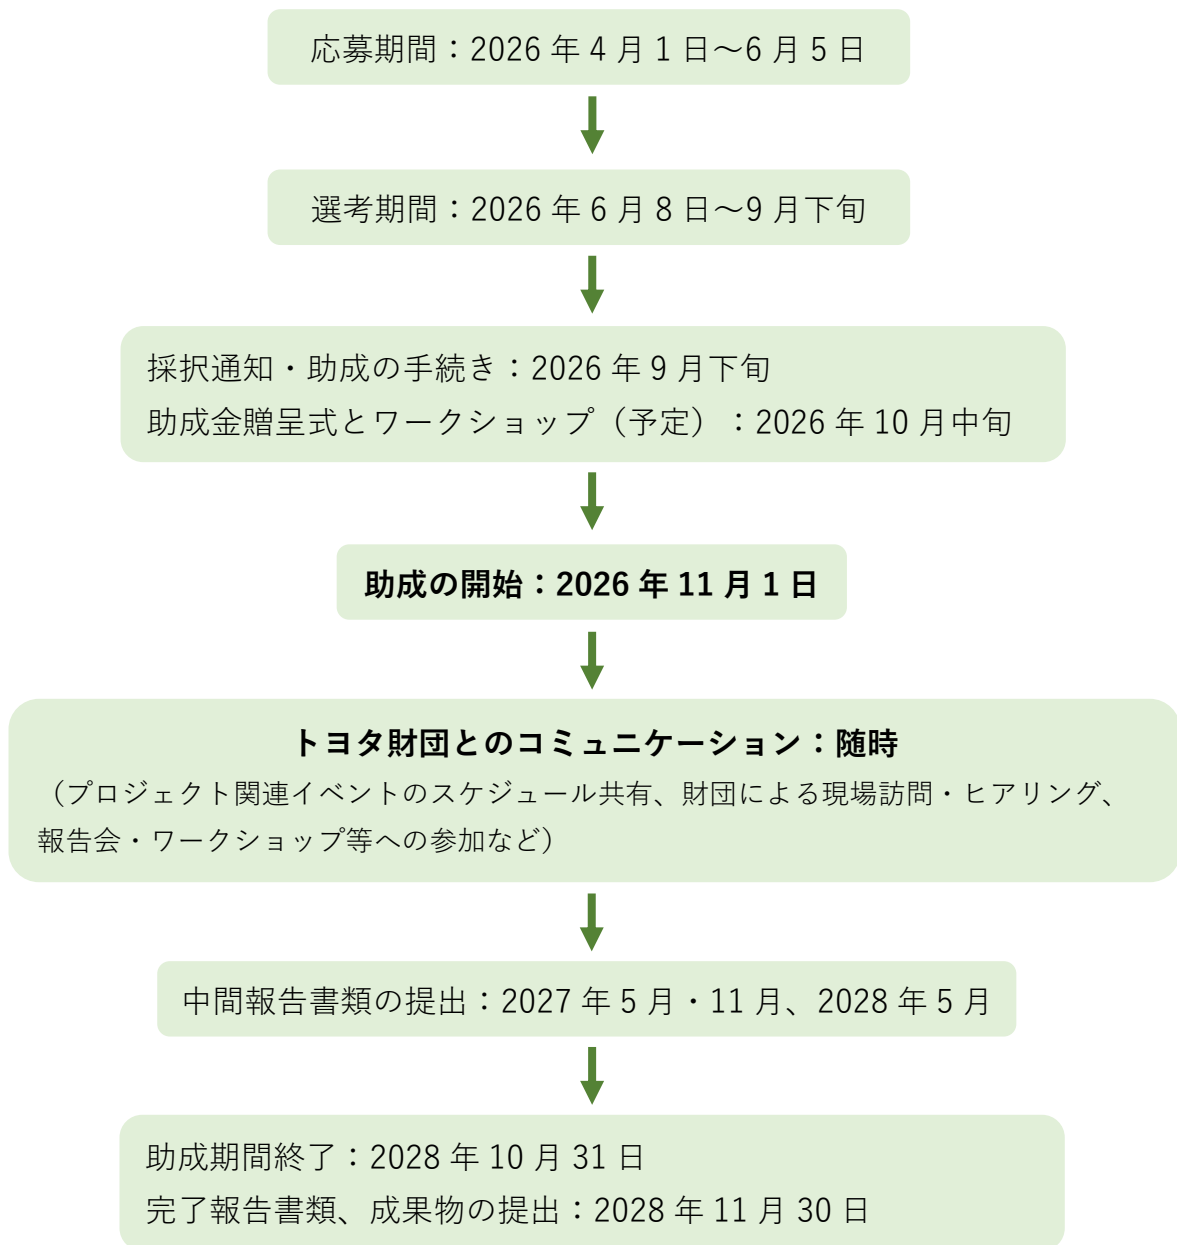 応募期間：2026 年 4 月 1 日～6 月 5 日
選考期間：2026 年 6 月 8 日～9 月下旬
採択通知・助成の手続き：2026 年 9 月下旬
助成金贈呈式とワークショップ（予定）：2026 年 10 月中旬
助成の開始：2026 年 11 月 1 日
トヨタ財団とのコミュニケーション：随時
（プロジェクト関連イベントのスケジュール共有、財団による現場訪問・ヒアリング、
報告会・ワークショップ等への参加など）
中間報告書類の提出：2027 年 5 月・11 月、2028 年 5 月
助成期間終了：2028 年 10 月 31 日
完了報告書類、成果物の提出：2028 年 11 月 30 日